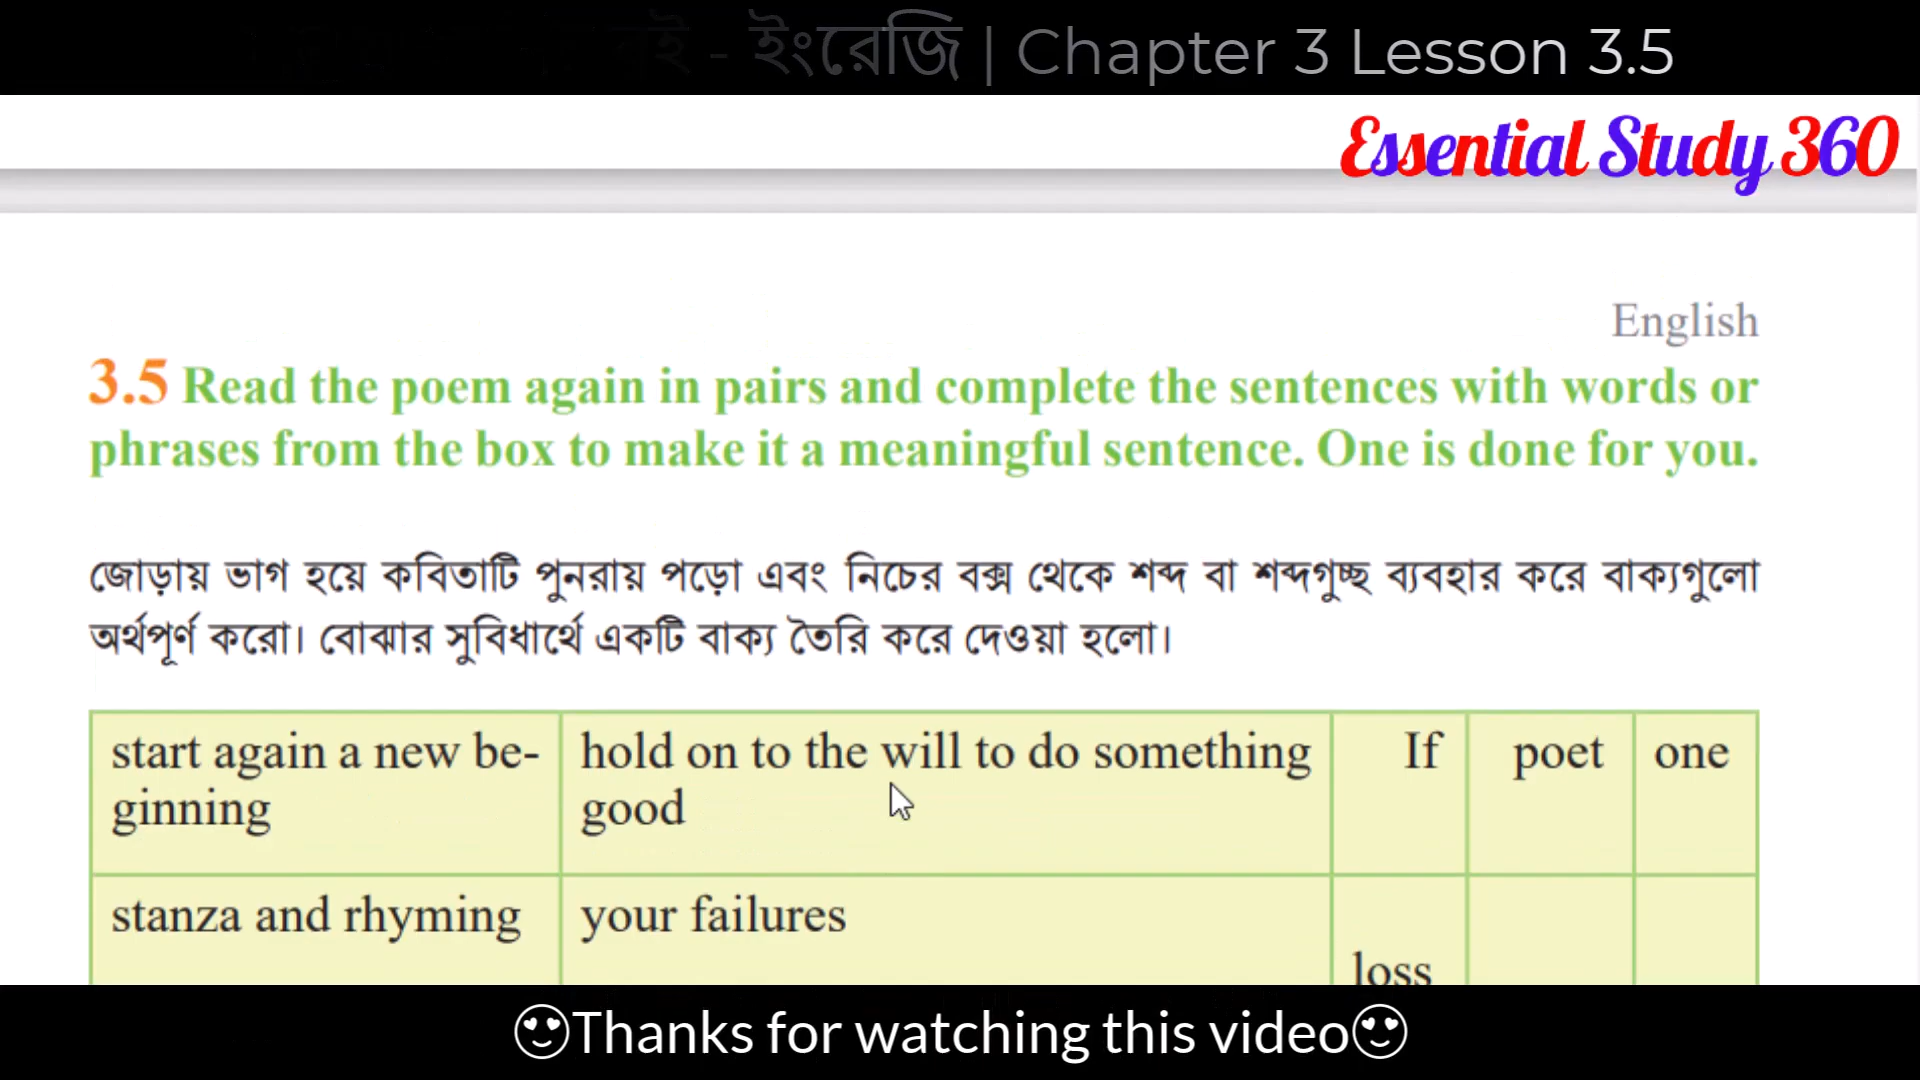 বই - ইংরেজি | Chapter 3 Lesson 3.5
Essential Study 360
English
3.5 Read the poem again in pairs and complete the sentences with words or
phrases from the box to make it a meaningful sentence. One is done for you.
জোড়ায় ভাগ হয়ে কবিতাটি পুনরায় পড়ো এবং নিচের বক্স থেকে শব্দ বা শব্দগুচ্ছ ব্যবহার করে বাক্যগুলো
অর্থপূর্ণ করো। বোঝার সুবিধার্থে একটি বাক্য তৈরি করে দেওয়া হলো।
start again a new be- hold on to the will to do something If poet one
ginning good
stanza and rhyming your failures
loss
😍Thanks for watching this video😍